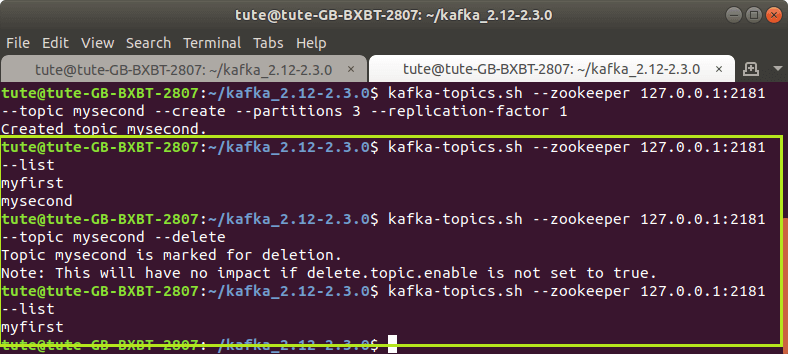 tute@tute-GB-BXBT-2807: ~/kafka_2.12-2.3.0
File Edit View Search Terminal Tabs Help
tute@tute-GB-BXBT-2807: ~/kafka_2.12-2.3.0 × tute@tute-GB-BXBT-2807: ~/kafka_2.12-2.3.0 ×
tute@tute-GB-BXBT-2807:~/kafka_2.12-2.3.0$ kafka-topics.sh --zookeeper 127.0.0.1:2181
--topic mysecond --create --partitions 3 --replication-factor 1
Created topic mysecond.
tute@tute-GB-BXBT-2807:~/kafka_2.12-2.3.0$ kafka-topics.sh --zookeeper 127.0.0.1:2181
--list
myfirst
mysecond
tute@tute-GB-BXBT-2807:~/kafka_2.12-2.3.0$ kafka-topics.sh --zookeeper 127.0.0.1:2181
--topic mysecond --delete
Topic mysecond is marked for deletion.
Note: This will have no impact if delete.topic.enable is not set to true.
tute@tute-GB-BXBT-2807:~/kafka_2.12-2.3.0$ kafka-topics.sh --zookeeper 127.0.0.1:2181
--list
myfirst
tute@tute-GB-BXBT-2807:~/kafka_2.12-2.3.0$